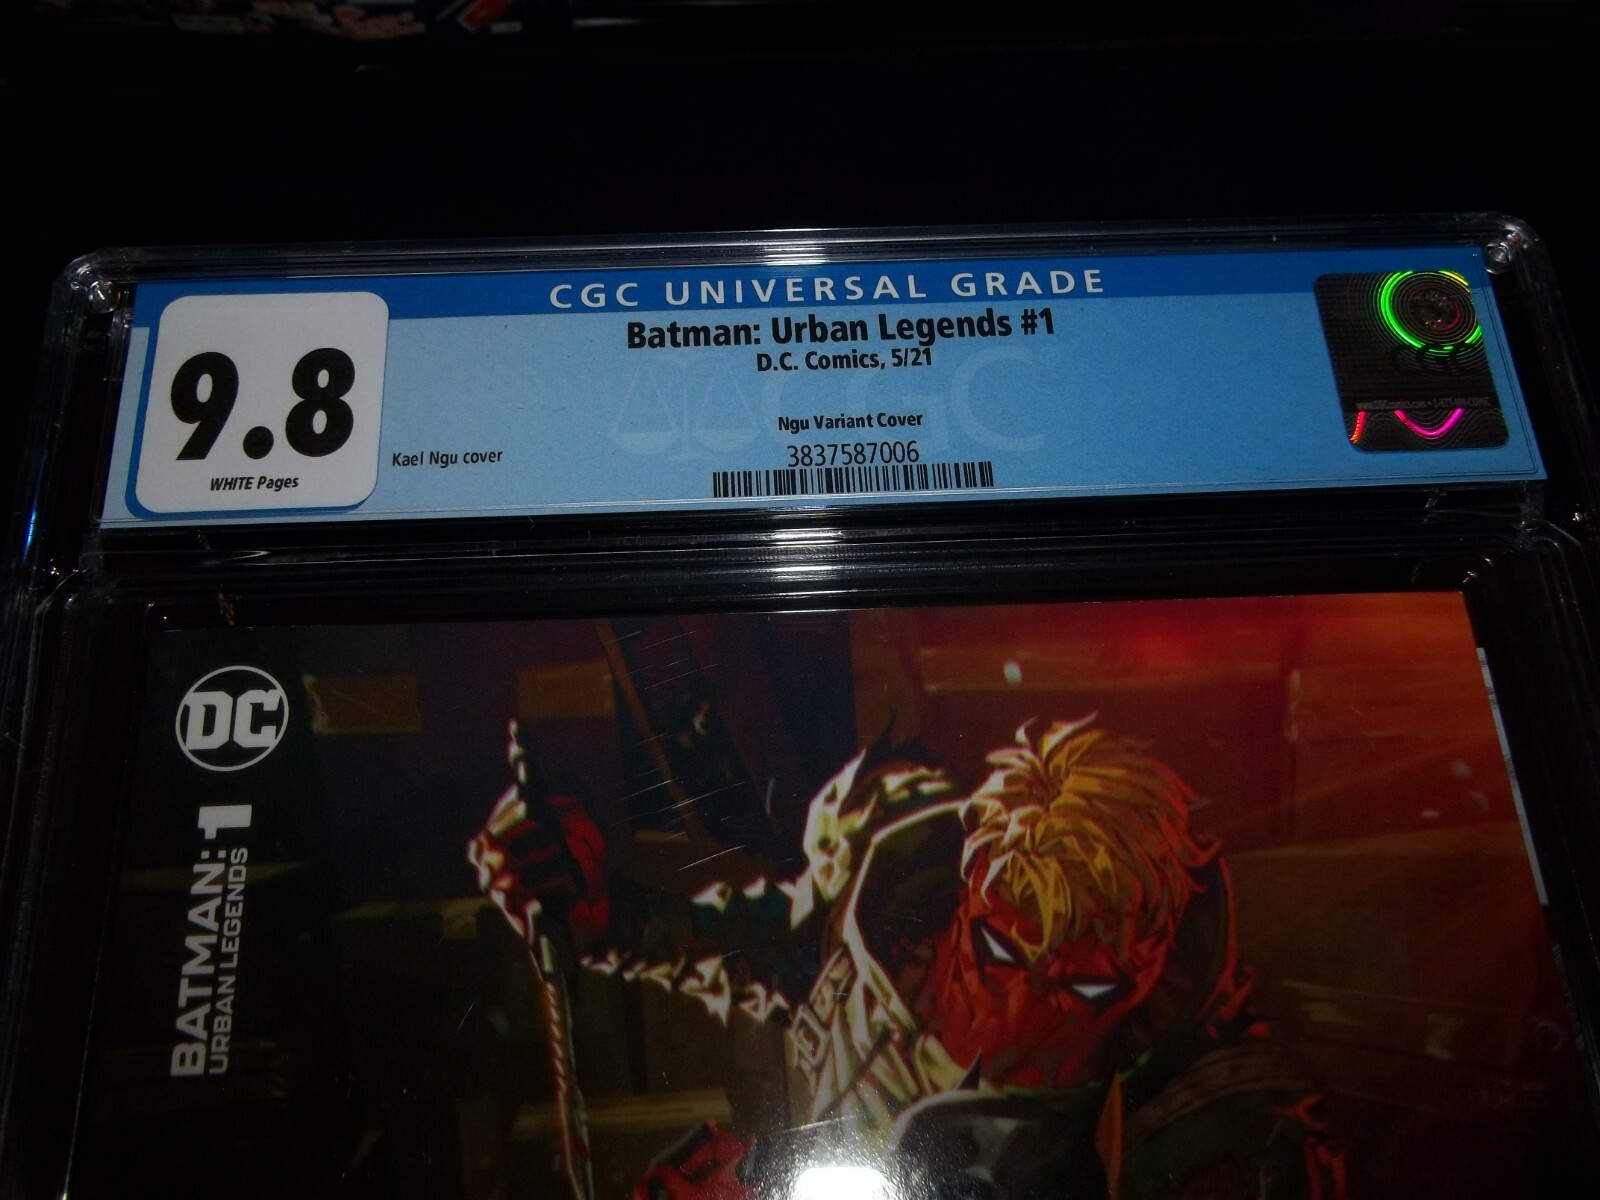 CGC UNIVERSAL GRADE
9.8
WHITE Pages
Kael Ngu cover
Batman: Urban Legends #1
D.C. Comics, 5/21
Ngu Variant Cover
3837587006
CGC
DC
BATMAN: 1
URBAN LEGENDS